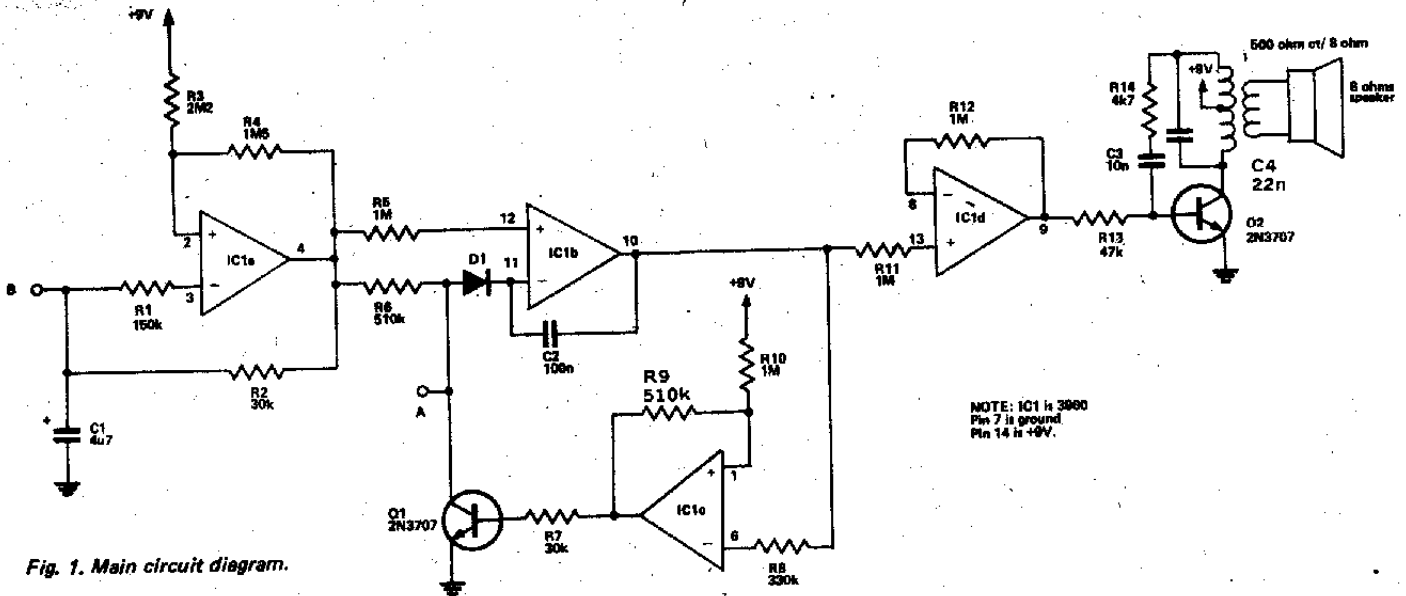 +9V
R3
2M2
R4
1M5
2
+
IC1a
4
B
R1
150k
3
−
R2
30k
+
C1
4u7
R5
1M
12
+
IC1b
10
D1
11
−
R6
510k
C2
100n
A
Q1
2N3707
R7
30k
R9
510k
+9V
R10
1M
+
1
IC1c
−
6
R8
330k
R11
1M
R12
1M
−
8
IC1d
13
+
9
R13
47k
R14
4k7
C3
10n
+9V
500 ohm ct/ 8 ohm
8 ohms
speaker
C4
22n
Q2
2N3707
NOTE: IC1 is 3900
Pin 7 is ground
Pin 14 is +9V.
Fig. 1. Main circuit diagram.